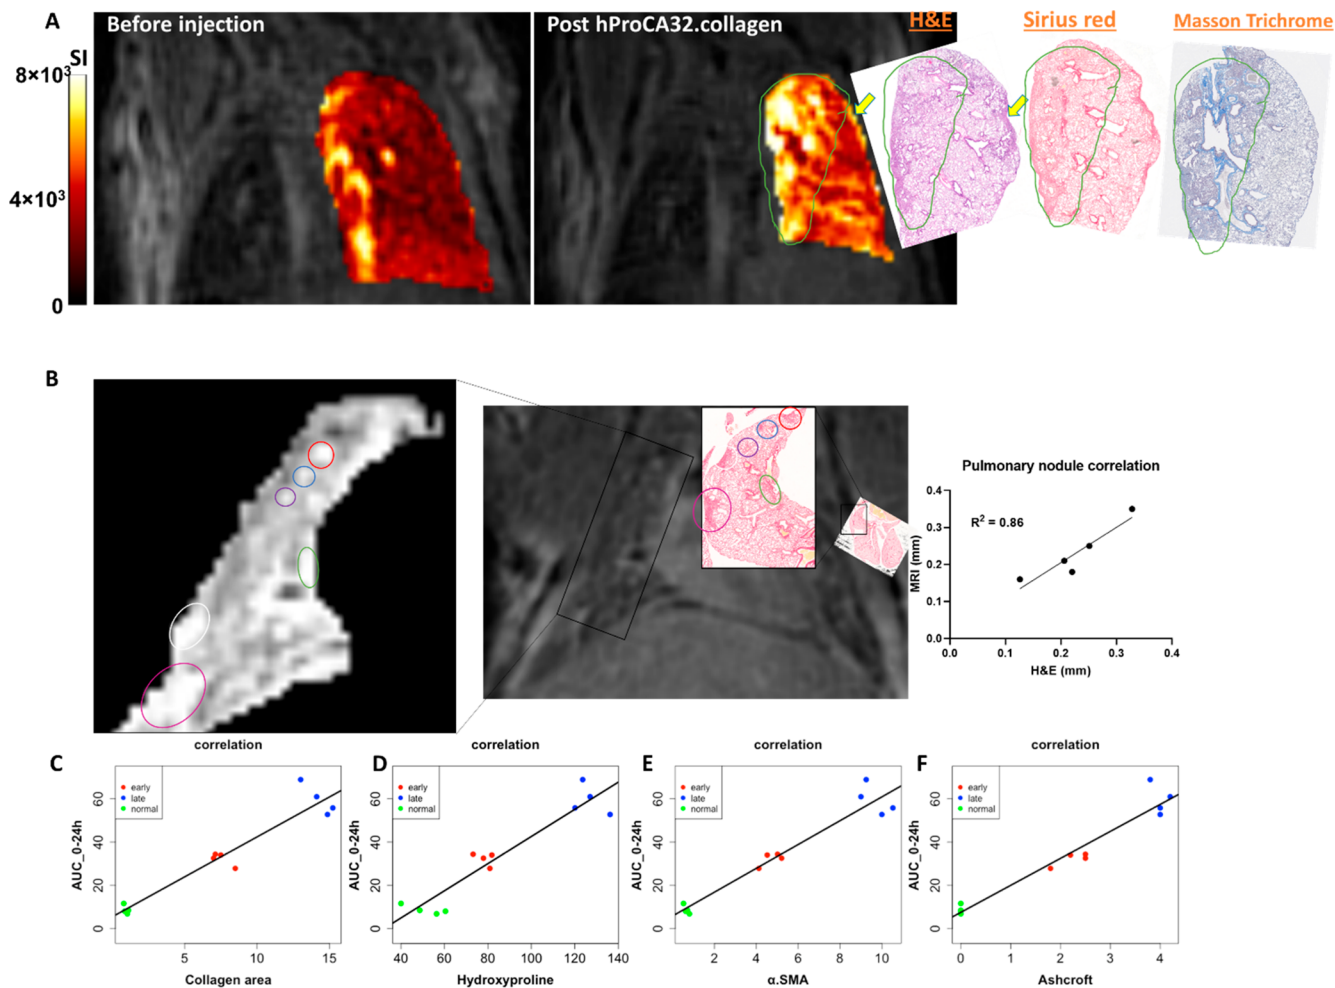 A
Before injection
Post hProCA32.collagen
H&E
Sirius red
Masson Trichrome
SI
8×10³
4×10³
0
B
Pulmonary nodule correlation
R² = 0.86
MRI (mm)
0.4
0.3
0.2
0.1
0.0
0.0 0.1 0.2 0.3 0.4
H&E (mm)
C
correlation
early
late
normal
AUC_0-24h
60
40
20
0
5 10 15
Collagen area
D
correlation
early
late
normal
AUC_0-24h
60
40
20
0
40 60 80 100 120 140
Hydroxyproline
E
correlation
early
late
normal
AUC_0-24h
60
40
20
0
2 4 6 8 10
α.SMA
F
correlation
early
late
normal
AUC_0-24h
60
40
20
0
0 1 2 3 4
Ashcroft